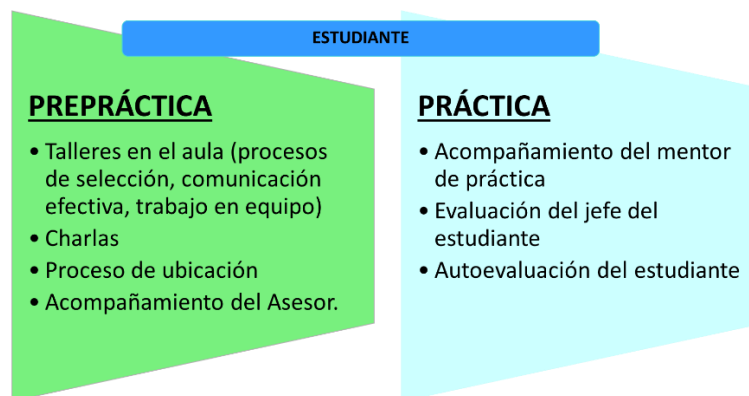 ESTUDIANTE
PREPRÁCTICA
• Talleres en el aula (procesos
de selección, comunicación
efectiva, trabajo en equipo)
• Charlas
• Proceso de ubicación
• Acompañamiento del Asesor.
PRÁCTICA
• Acompañamiento del mentor
de práctica
• Evaluación del jefe del
estudiante
• Autoevaluación del estudiante